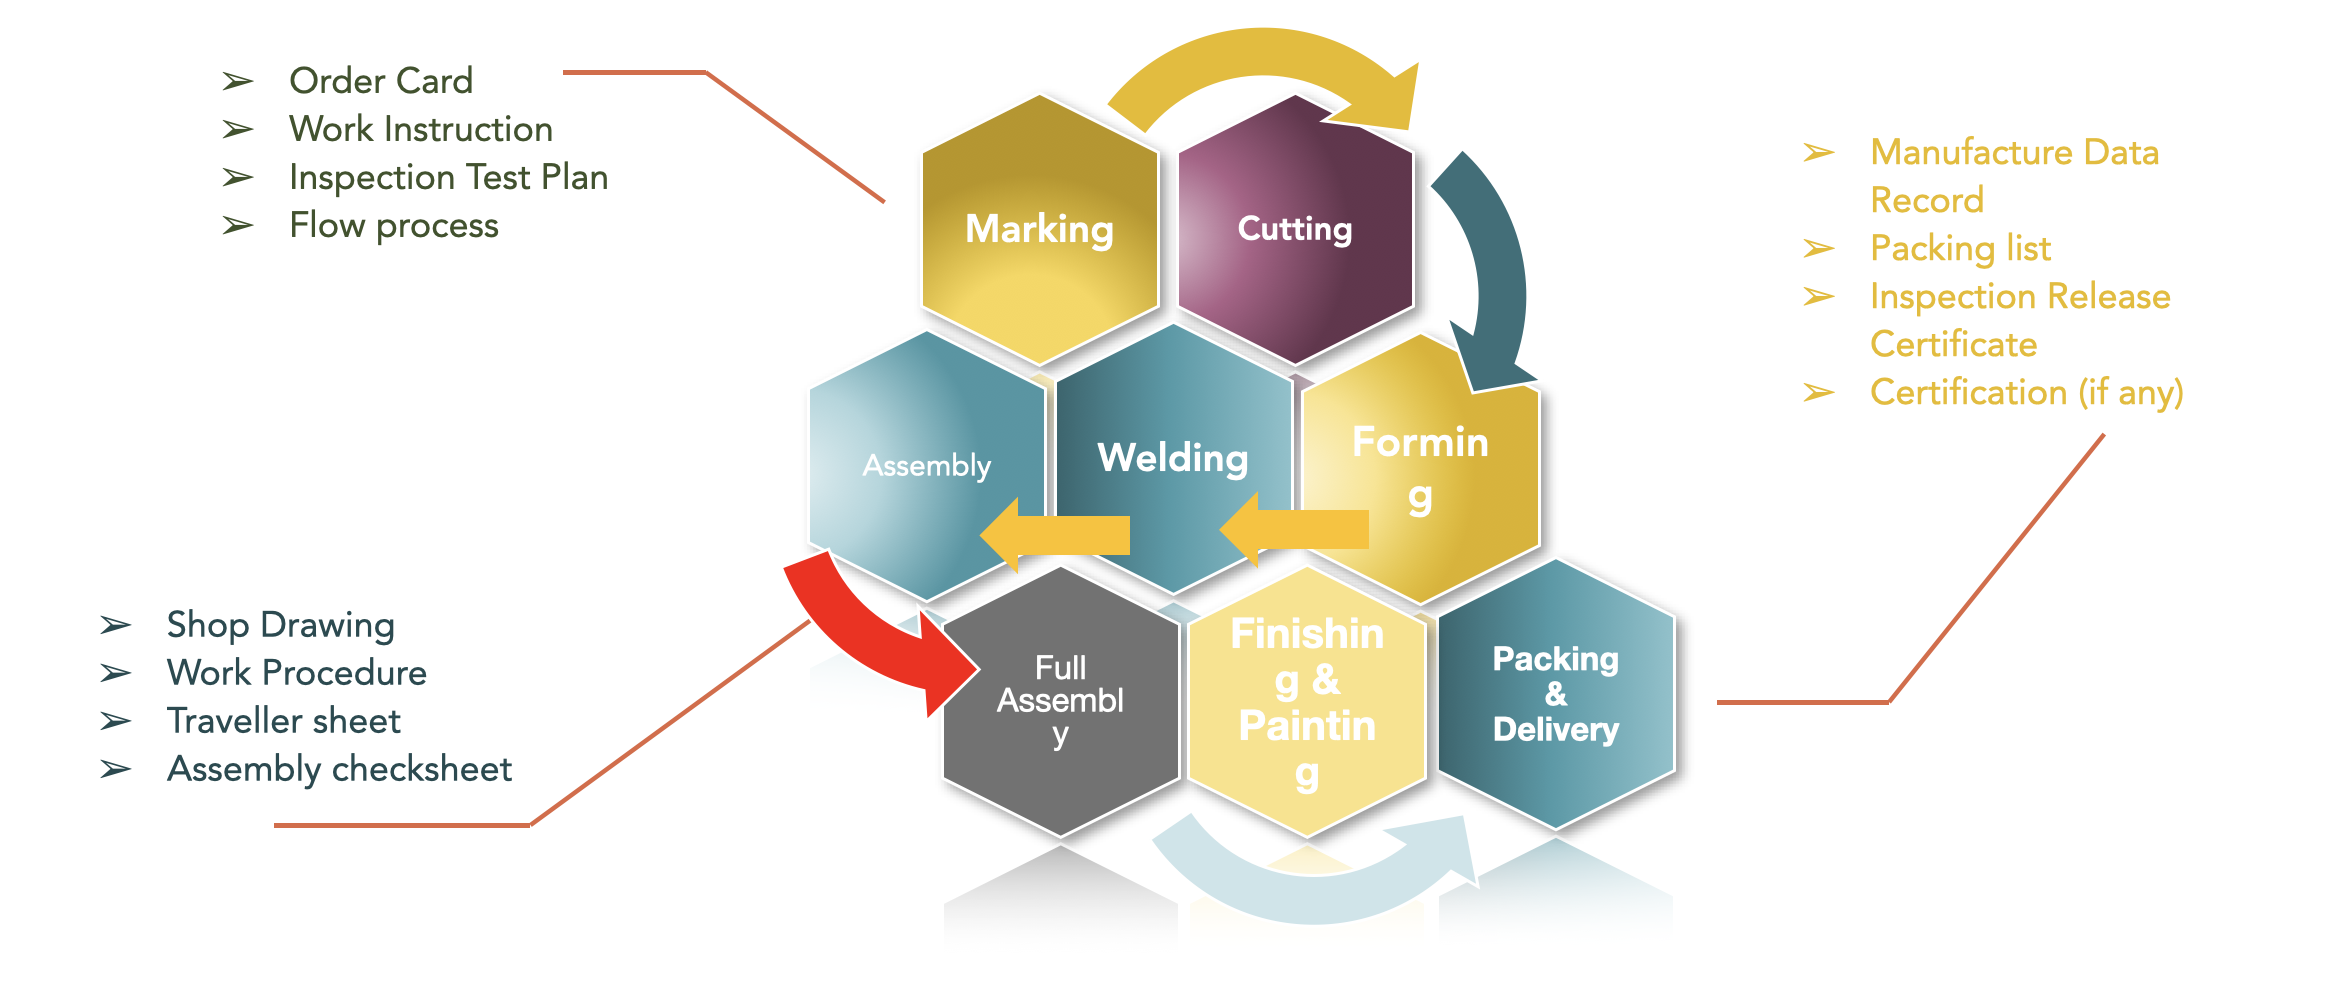 ➢ Order Card
➢ Work Instruction
➢ Inspection Test Plan
➢ Flow process
Marking
Cutting
➢ Manufacture Data
Record
➢ Packing list
➢ Inspection Release
Certificate
➢ Certification (if any)
Assembly
Welding
Formin
g
➢ Shop Drawing
➢ Work Procedure
➢ Traveller sheet
➢ Assembly checksheet
Full
Assembl
y
Finishin
g &
Paintin
g
Packing
&
Delivery